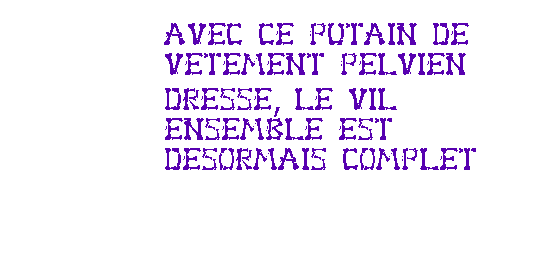 AVEC CE PUTAIN DE
VETEMENT PELVIEN
DRESSE, LE VIL
ENSEMBLE EST
DESORMAIS COMPLET